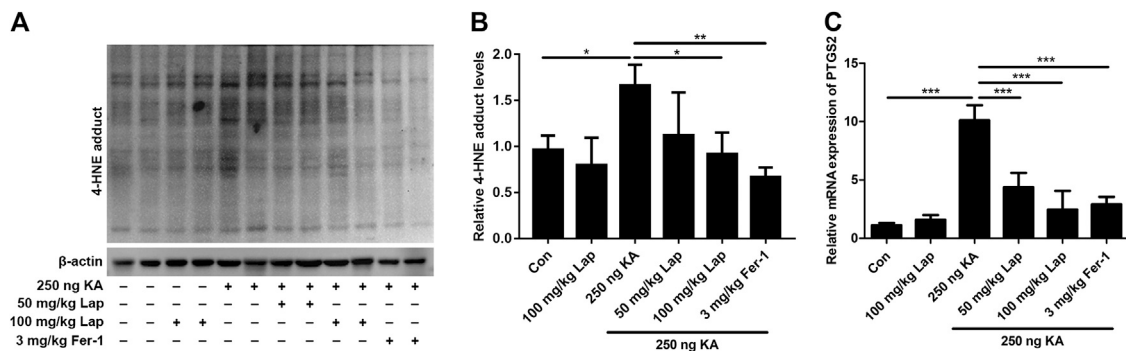 A
4-HNE adduct
β-actin
250 ng KA – – – – + + + + + + + +
50 mg/kg Lap – – – – – – + + – – – –
100 mg/kg Lap – – + + – – – – + + – –
3 mg/kg Fer-1 – – – – – – – – – – + +
B
Relative 4-HNE adduct levels
2.0
1.5
1.0
0.5
0.0
*
**
*
Con
100 mg/kg Lap
250 ng KA
50 mg/kg Lap
100 mg/kg Lap
3 mg/kg Fer-1
250 ng KA
C
Relative mRNA expression of PTGS2
15
10
5
0
***
***
***
***
Con
100 mg/kg Lap
250 ng KA
50 mg/kg Lap
100 mg/kg Lap
3 mg/kg Fer-1
250 ng KA